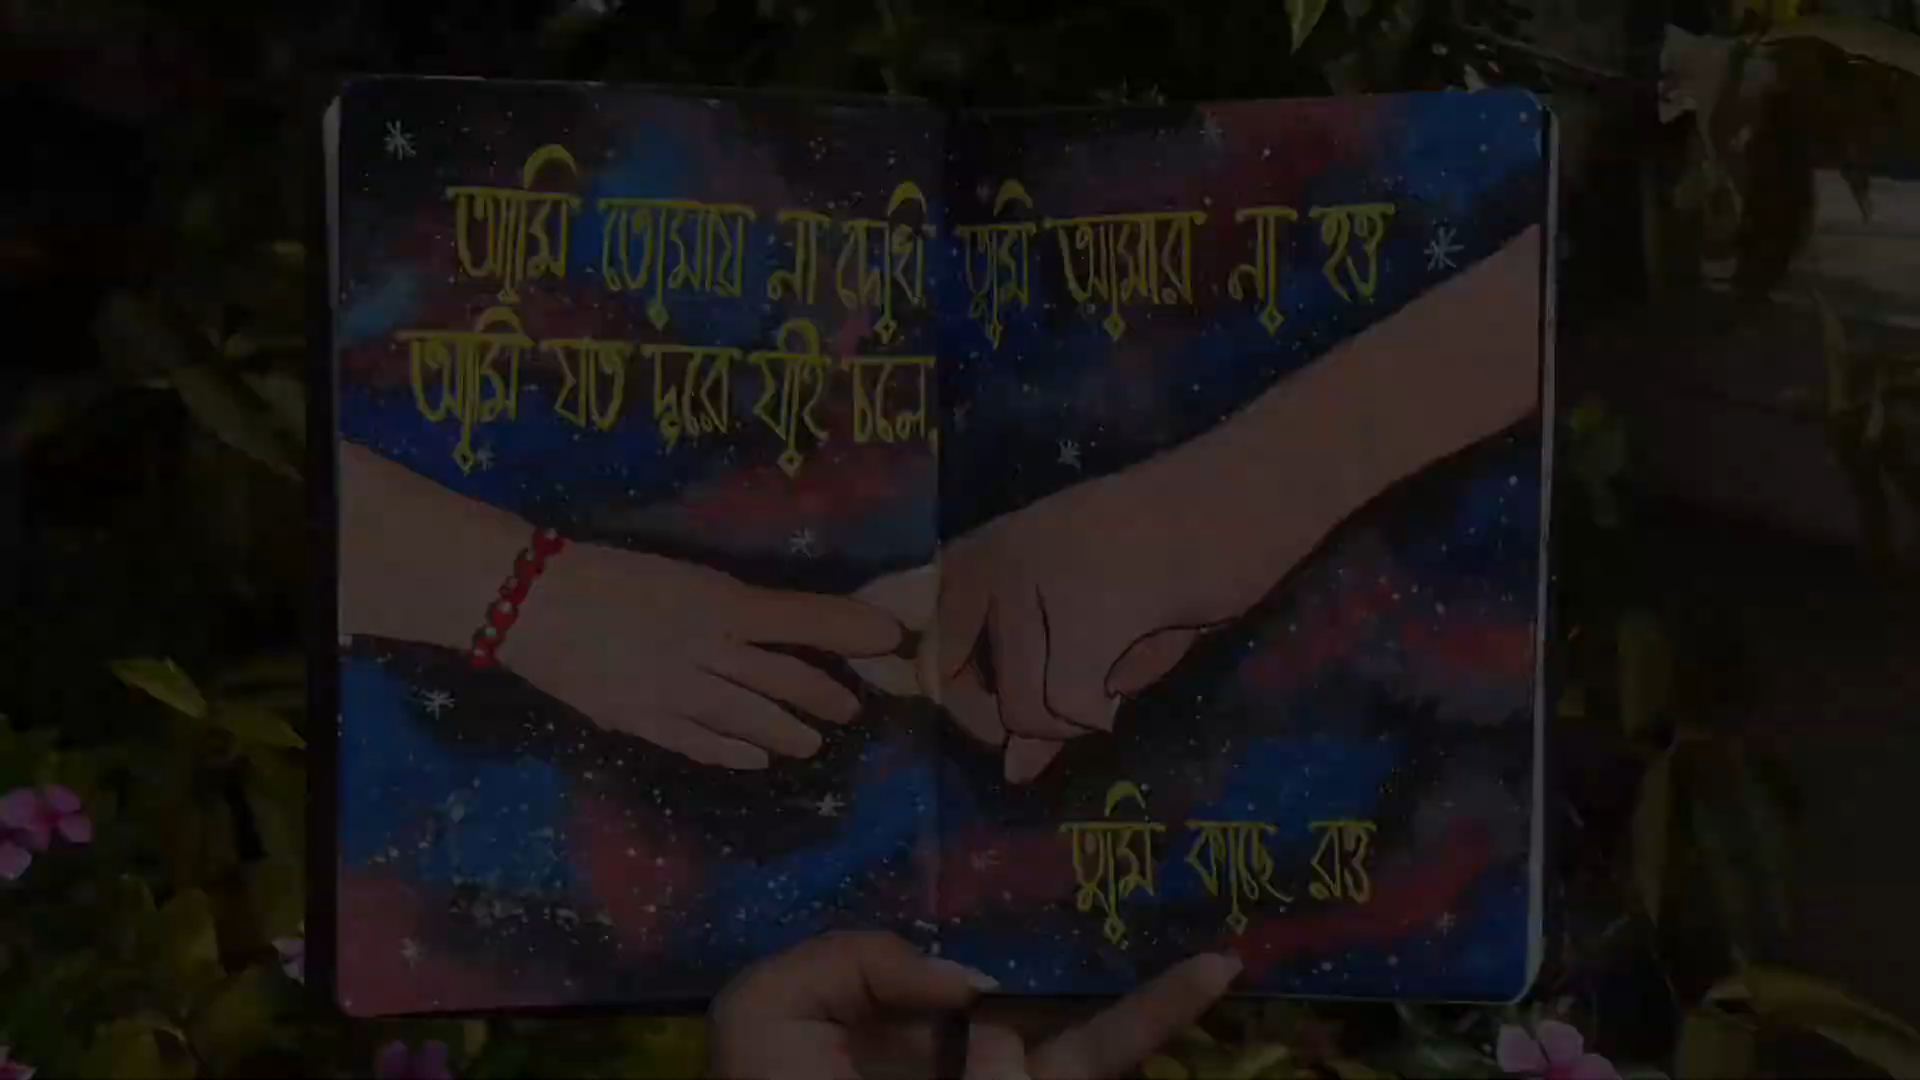 আমি তোমায় না দেখি তুমি আমার না হও
আমি যত দূরে যাই চলে
তুমি কাছে রও